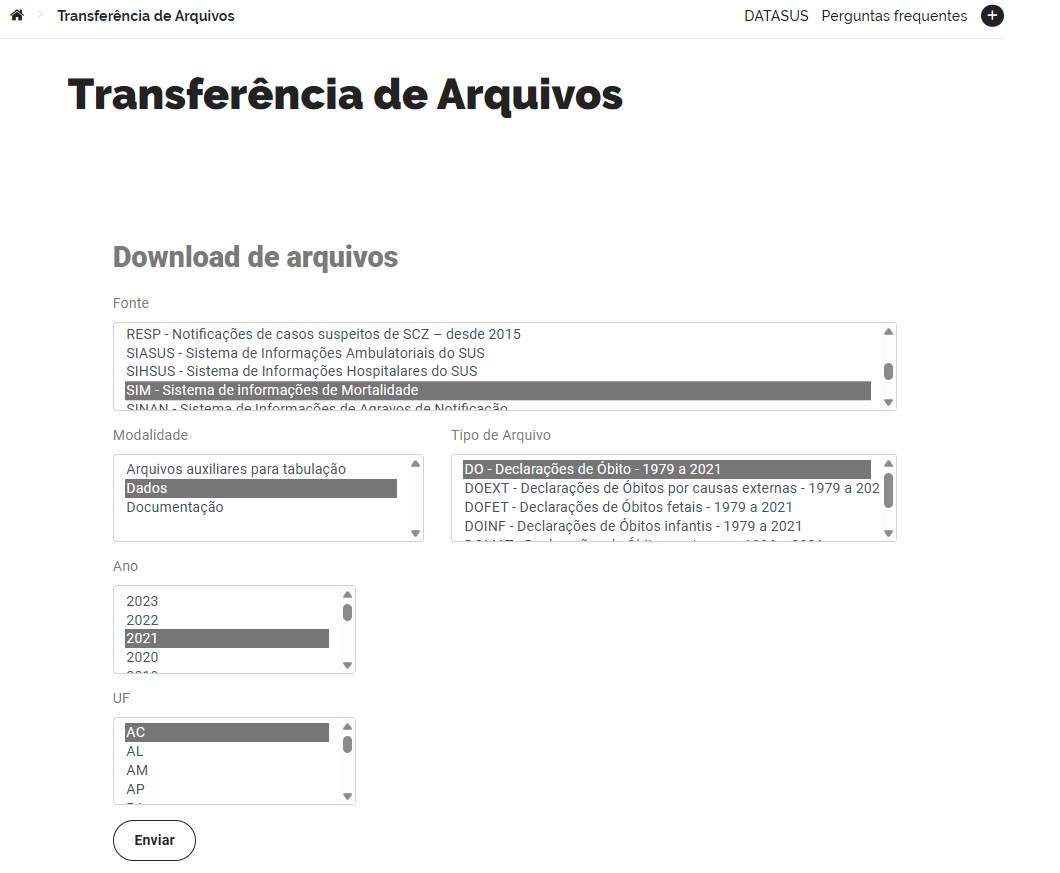 Transferência de Arquivos
DATASUS Perguntas frequentes
Transferência de Arquivos
Download de arquivos
Fonte
RESP - Notificações de casos suspeitos de SCZ – desde 2015
SIASUS - Sistema de Informações Ambulatoriais do SUS
SIHSUS - Sistema de Informações Hospitalares do SUS
SIM - Sistema de informações de Mortalidade
SINAN - Sistema de Informações de Agravos de Notificação
Modalidade
Arquivos auxiliares para tabulação
Dados
Documentação
Tipo de Arquivo
DO - Declarações de Óbito - 1979 a 2021
DOEXT - Declarações de Óbitos por causas externas - 1979 a 202
DOFET - Declarações de Óbitos fetais - 1979 a 2021
DOINF - Declarações de Óbitos infantis - 1979 a 2021
Ano
2023
2022
2021
2020
UF
AC
AL
AM
AP
Enviar